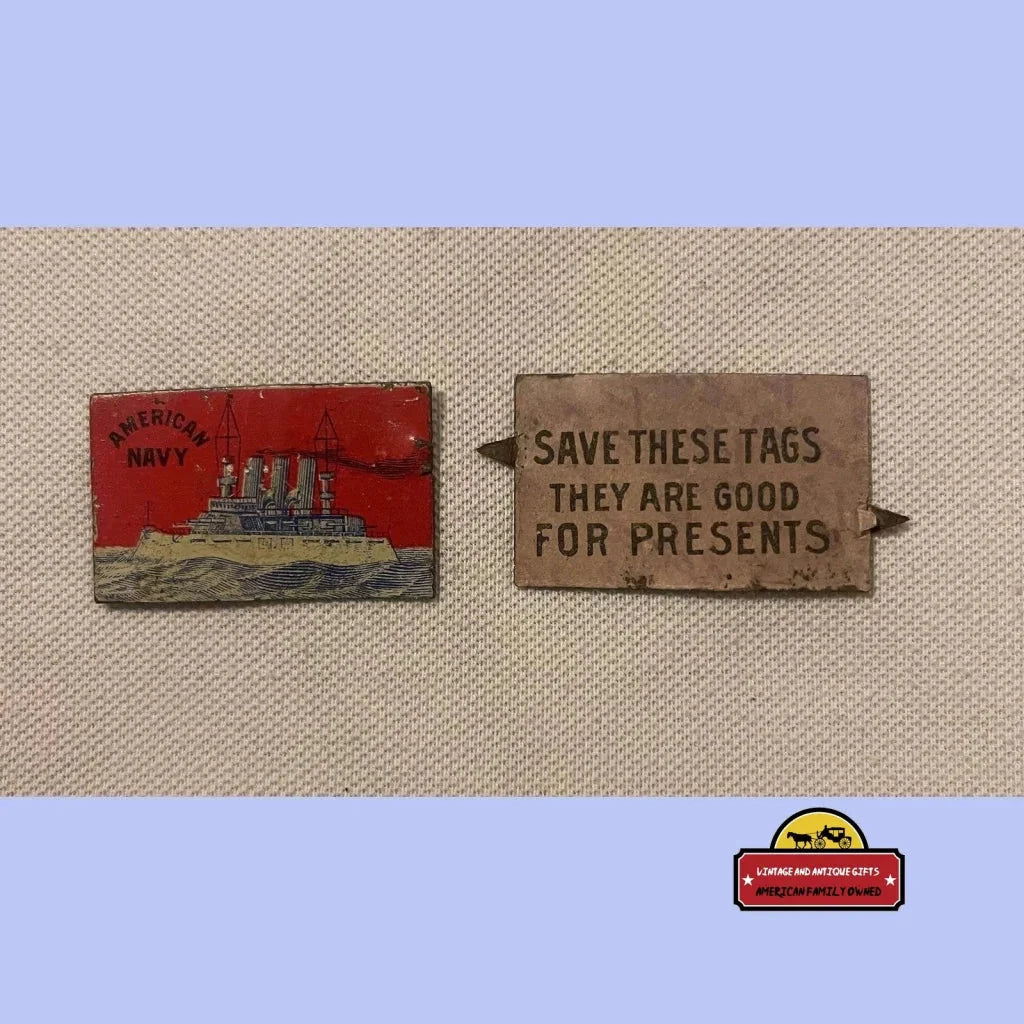 AMERICAN
NAVY
SAVE THESE TAGS
THEY ARE GOOD
FOR PRESENTS
VINTAGE AND ANTIQUE GIFTS
AMERICAN FAMILY OWNED